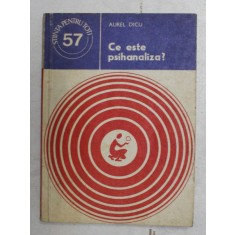 ȘTIINȚA PENTRU TOȚI
57
AUREL DICU
Ce este
psihanaliza?